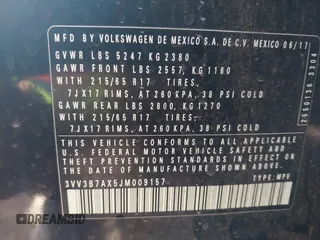 MFD BY VOLKSWAGEN DE MEXICO S.A. DE C.V. MEXICO 06/17
GVWR LBS 5247 KG 2380
GAWR FRONT LBS 2557, KG 1160
WITH 215/65 R17 TIRES,
7JX17 RIMS, AT 260 KPA, 38 PSI COLD
GAWR REAR LBS 2800, KG 1270
WITH 215/65 R17 TIRES,
7JX17 RIMS, AT 260 KPA, 38 PSI COLD
THIS VEHICLE CONFORMS TO ALL APPLICABLE
U.S. FEDERAL MOTOR VEHICLE SAFETY
STANDARDS IN EFFECT ON THE
DATE OF MANUFACTURE SHOWN ABOVE.
3VV3B7AX5JM009157 TYPE: MPV
DREAMBID